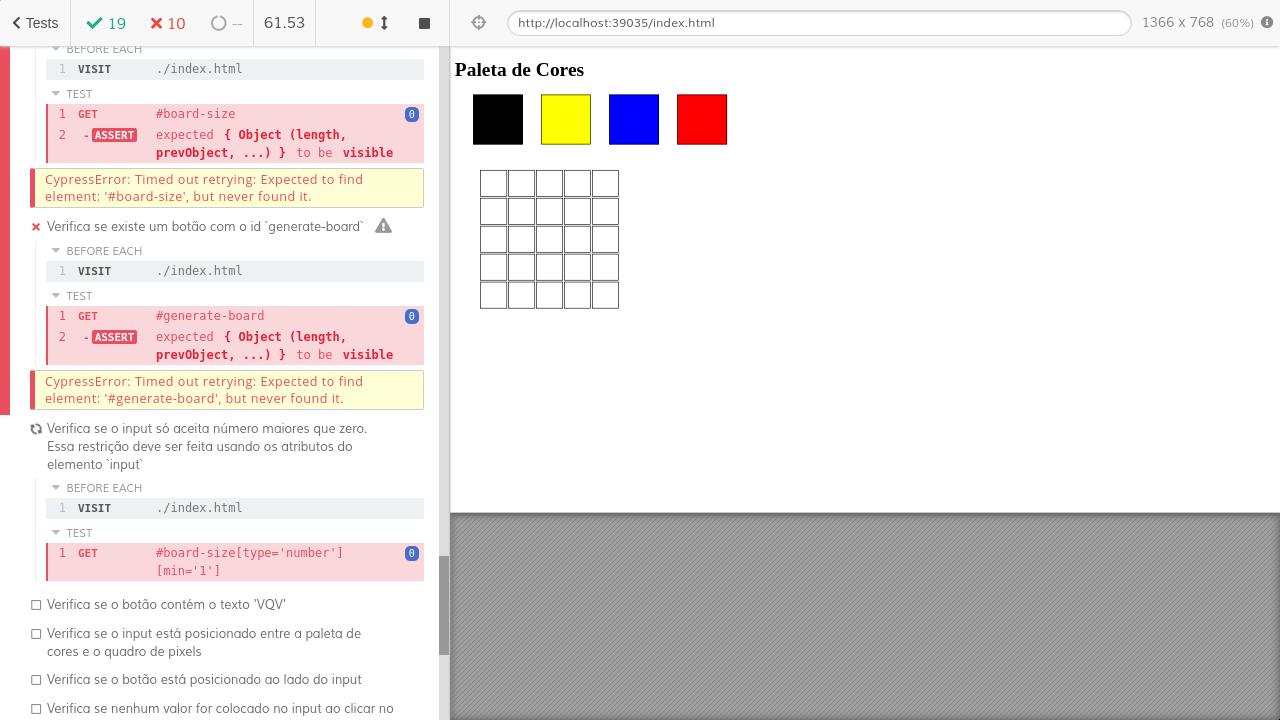 Tests 19 10 -- 61.53
http://localhost:39035/index.html 1366 x 768 (60%)
BEFORE EACH
1 VISIT ./index.html
TEST
1 GET #board-size 0
2 -ASSERT expected { Object (length,
prevObject, ...) } to be visible
CypressError: Timed out retrying: Expected to find
element: '#board-size', but never found it.
Verifica se existe um botão com o id `generate-board`
BEFORE EACH
1 VISIT ./index.html
TEST
1 GET #generate-board 0
2 -ASSERT expected { Object (length,
prevObject, ...) } to be visible
CypressError: Timed out retrying: Expected to find
element: '#generate-board', but never found it.
Verifica se o input só aceita número maiores que zero.
Essa restrição deve ser feita usando os atributos do
elemento `input`
BEFORE EACH
1 VISIT ./index.html
TEST
1 GET #board-size[type='number'] 0
[min='1']
Verifica se o botão contém o texto 'VQV'
Verifica se o input está posicionado entre a paleta de
cores e o quadro de pixels
Verifica se o botão está posicionado ao lado do input
Verifica se nenhum valor for colocado no input ao clicar no
Paleta de Cores